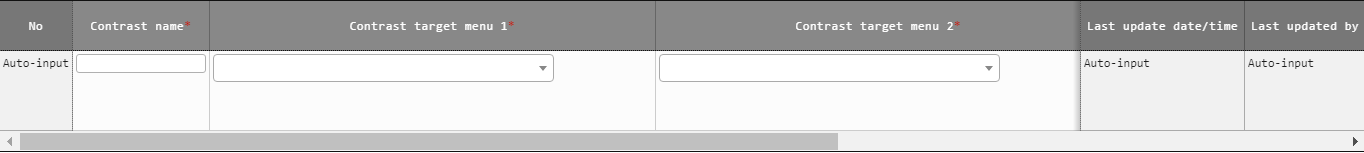 No Contrast name* Contrast target menu 1* Contrast target menu 2* Last update date/time Last updated by
Auto-input Auto-input Auto-input